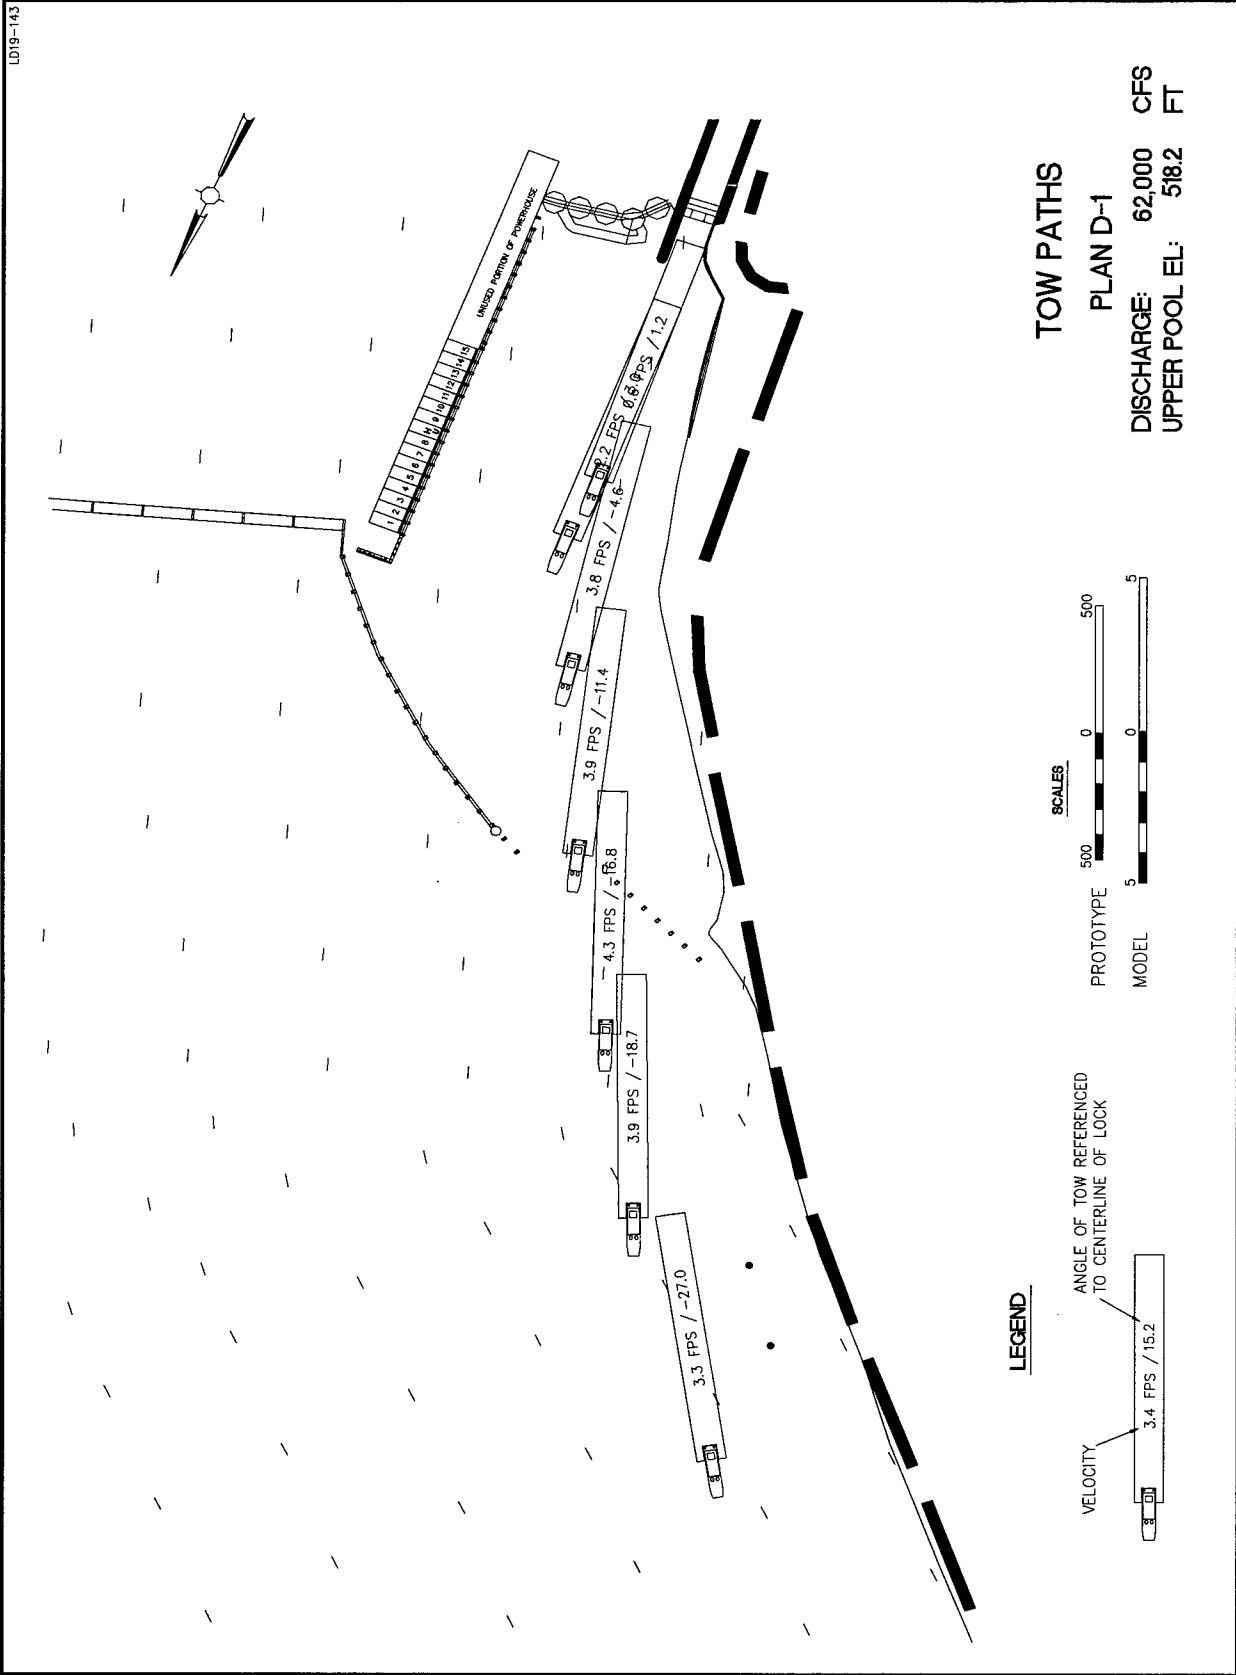 LD19-143
UNUSED PORTION OF POWERHOUSE
1 2 3 4 5 6 7 8 9 10 11 12 13 14 15
/ 1.2
3.8 FPS / -4.6
3.9 FPS / -11.4
4.3 FPS / -16.8
3.9 FPS / -18.7
3.3 FPS / -27.0
TOW PATHS
PLAN D-1
DISCHARGE: 62,000 CFS
UPPER POOL EL: 518.2 FT
SCALES
PROTOTYPE 500 0 500
MODEL 5 0 5
LEGEND
VELOCITY
ANGLE OF TOW REFERENCED
TO CENTERLINE OF LOCK
3.4 FPS / 15.2